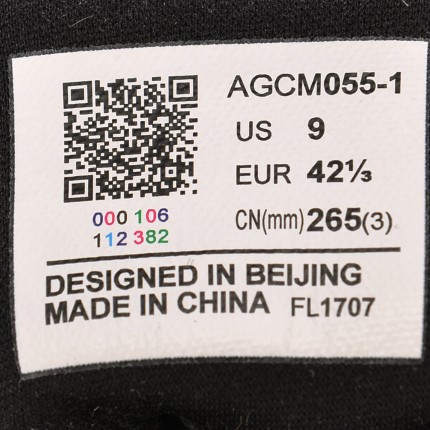 AGCM055-1
US 9
EUR 42⅓
CN(mm) 265(3)
000 106
112 382
DESIGNED IN BEIJING
MADE IN CHINA FL1707